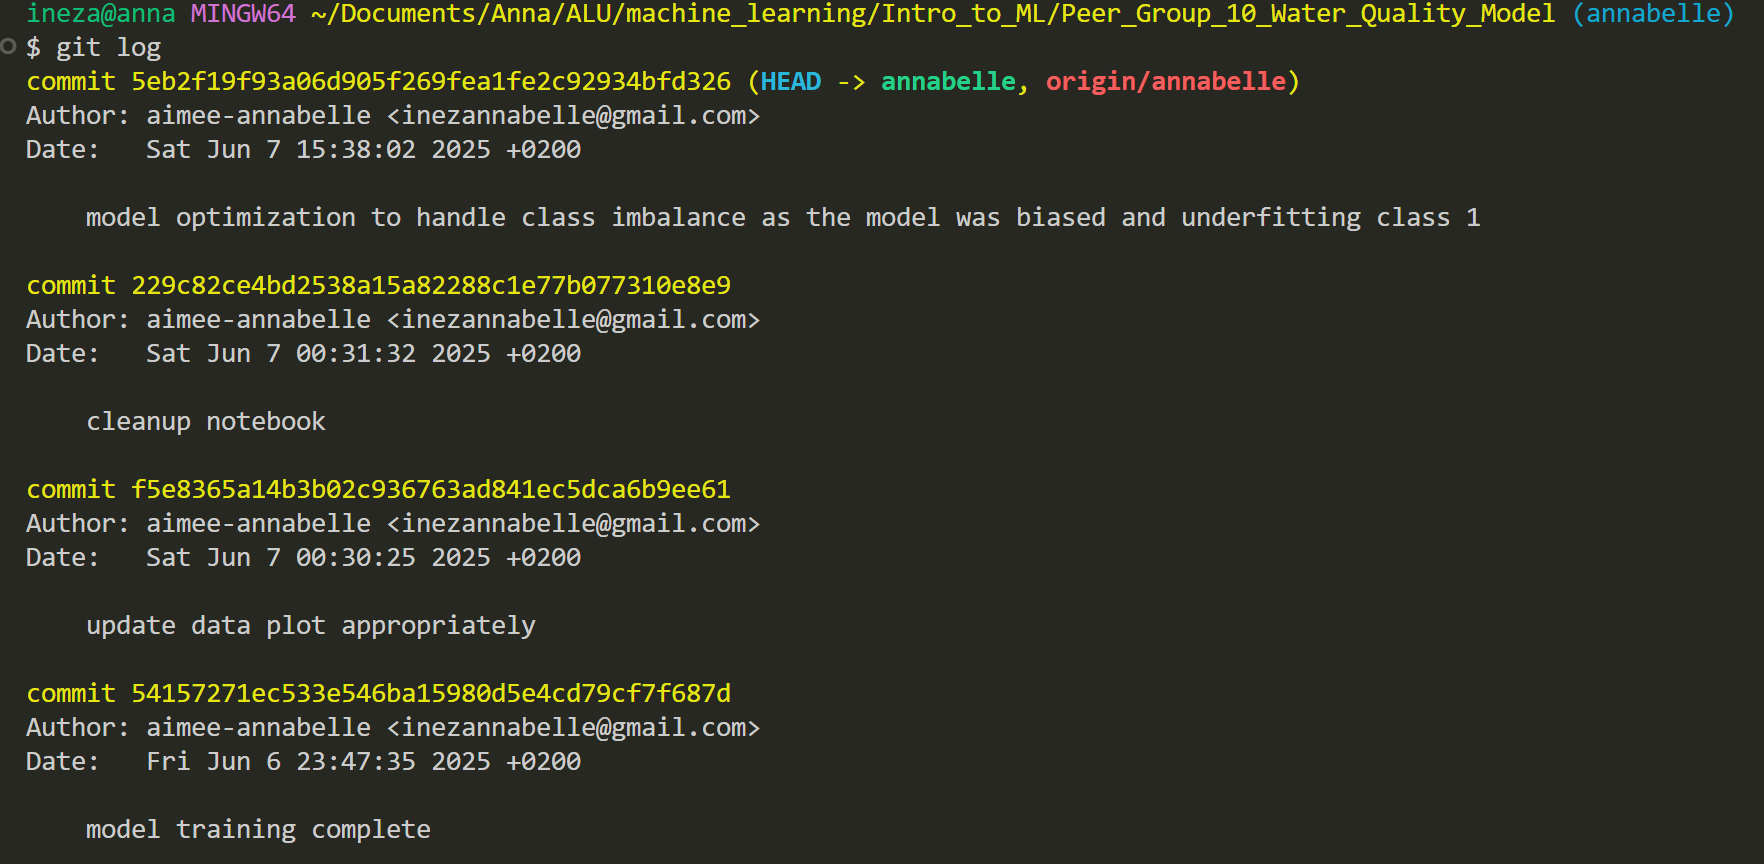 ineza@anna MINGW64 ~/Documents/Anna/ALU/machine_learning/Intro_to_ML/Peer_Group_10_Water_Quality_Model (annabelle)
$ git log
commit 5eb2f19f93a06d905f269fea1fe2c92934bfd326 (HEAD -> annabelle, origin/annabelle)
Author: aimee-annabelle <inezannabelle@gmail.com>
Date:   Sat Jun 7 15:38:02 2025 +0200
model optimization to handle class imbalance as the model was biased and underfitting class 1
commit 229c82ce4bd2538a15a82288c1e77b077310e8e9
Author: aimee-annabelle <inezannabelle@gmail.com>
Date:   Sat Jun 7 00:31:32 2025 +0200
cleanup notebook
commit f5e8365a14b3b02c936763ad841ec5dca6b9ee61
Author: aimee-annabelle <inezannabelle@gmail.com>
Date:   Sat Jun 7 00:30:25 2025 +0200
update data plot appropriately
commit 54157271ec533e546ba15980d5e4cd79cf7f687d
Author: aimee-annabelle <inezannabelle@gmail.com>
Date:   Fri Jun 6 23:47:35 2025 +0200
model training complete